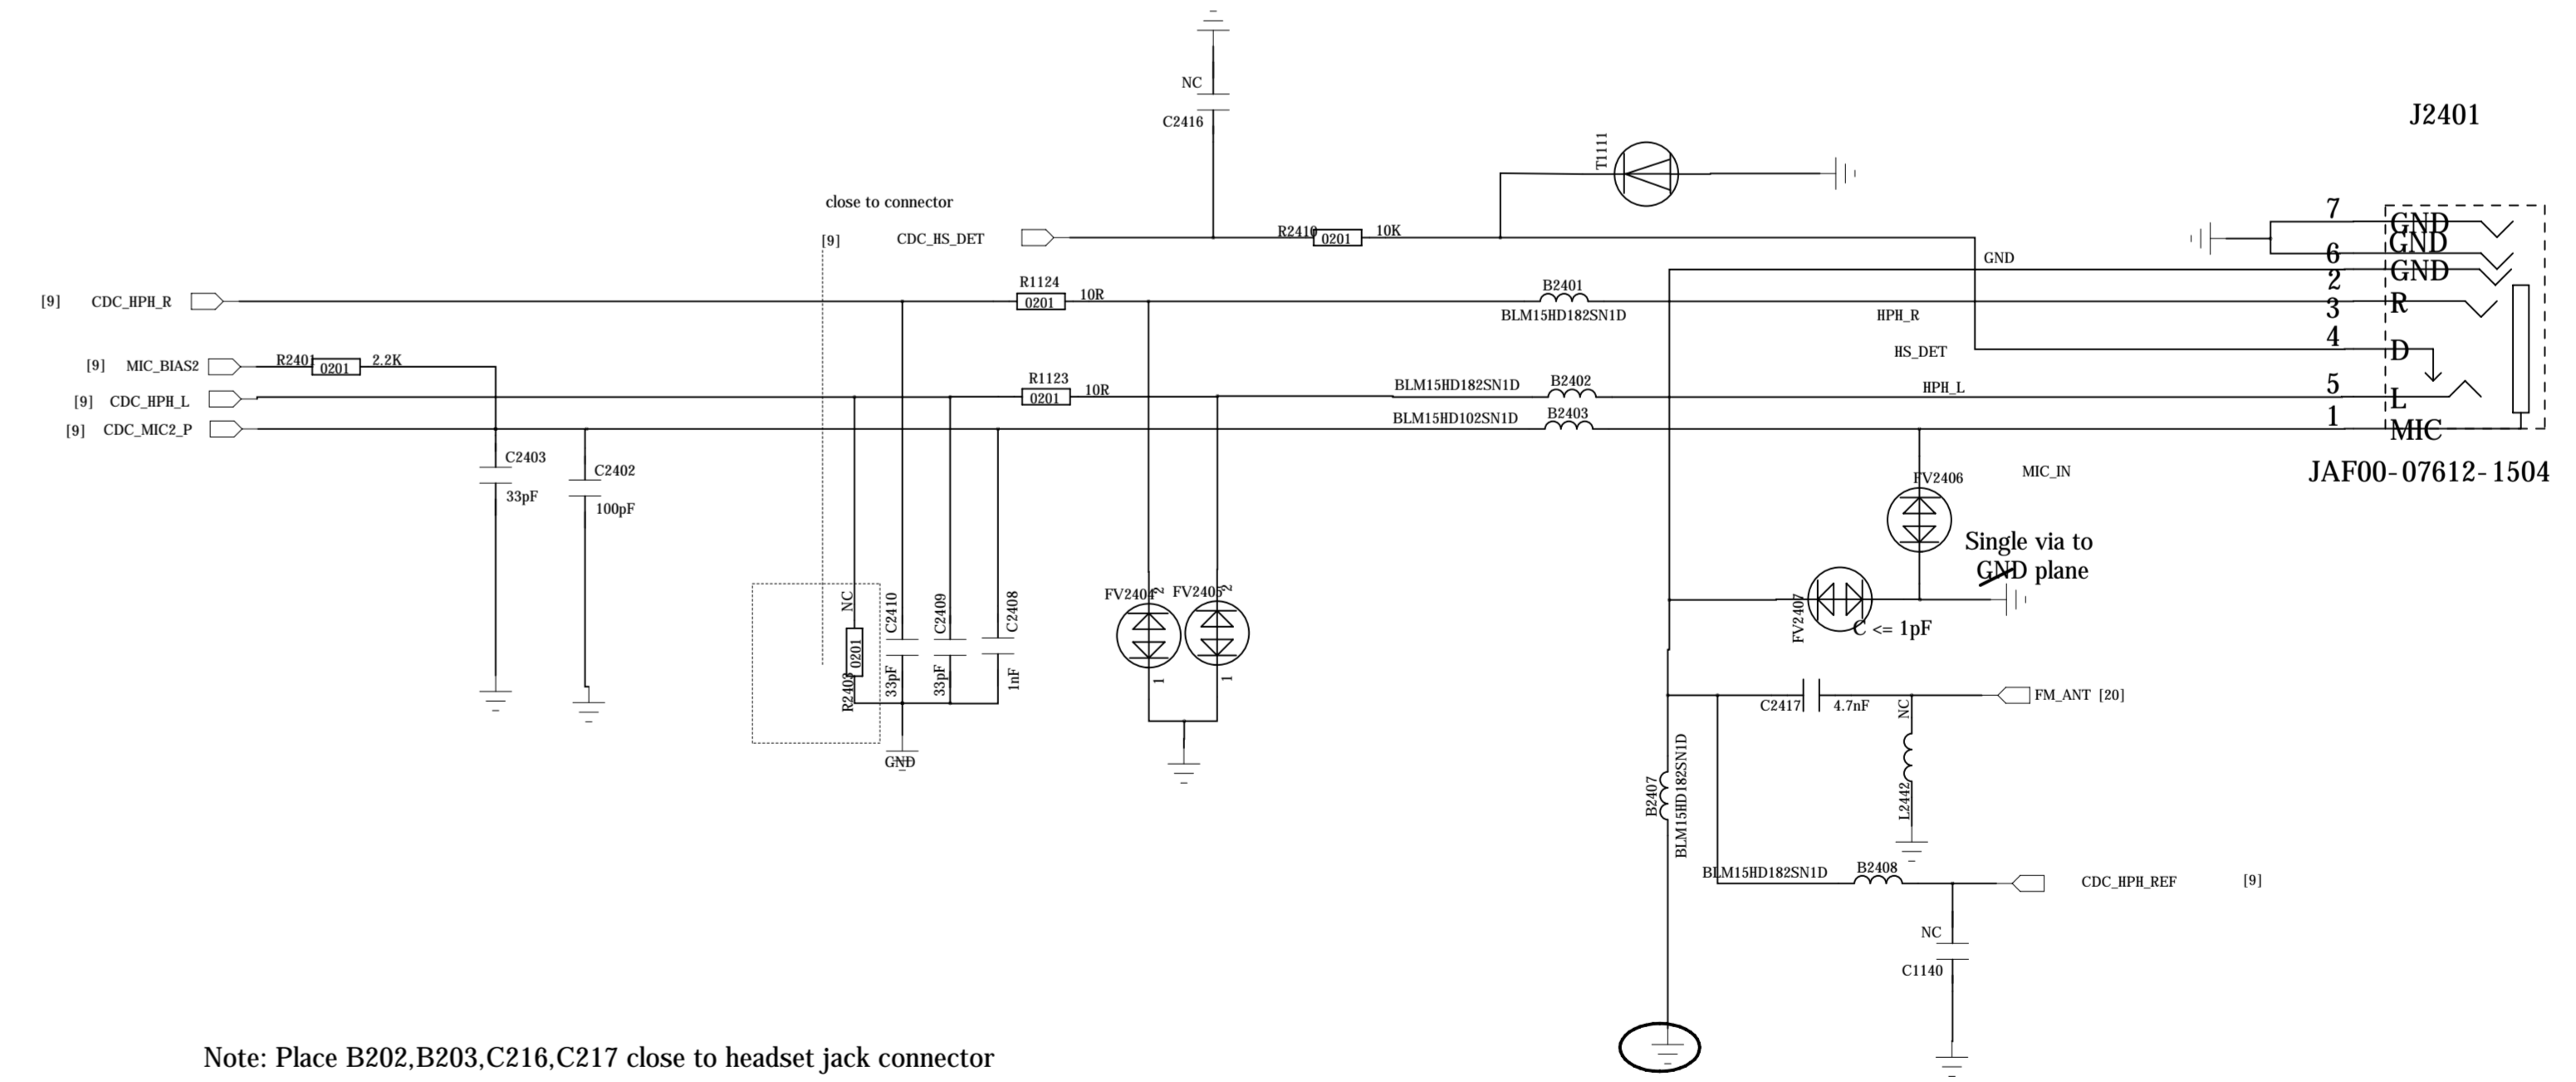 NC
C2416
J2401
T1111
close to connector
[9] CDC_HS_DET
R2410 0201 10K
7 GND
GND
6
GND
2 GND
[9] CDC_HPH_R
R1124
0201 10R
B2401
BLM15HD182SN1D
HPH_R
3 R
HS_DET
4 D
[9] MIC_BIAS2
R2401 0201 2.2K
[9] CDC_HPH_L
R1123
0201 10R
BLM15HD182SN1D B2402
HPH_L
5 L
[9] CDC_MIC2_P
BLM15HD102SN1D B2403
1 MIC
JAF00-07612-1504
C2403
33pF
C2402
100pF
FV2406
MIC_IN
Single via to
GND plane
NC
0201
R2403
C2410
33pF
C2409
33pF
C2408
1nF
GND
FV2404 2
1
FV2405 2
1
FV2407
C <= 1pF
C2417 4.7nF
FM_ANT [20]
NC
L2442
B2407
BLM15HD182SN1D
BLM15HD182SN1D B2408
CDC_HPH_REF [9]
NC
C1140
Note: Place B202,B203,C216,C217 close to headset jack connector